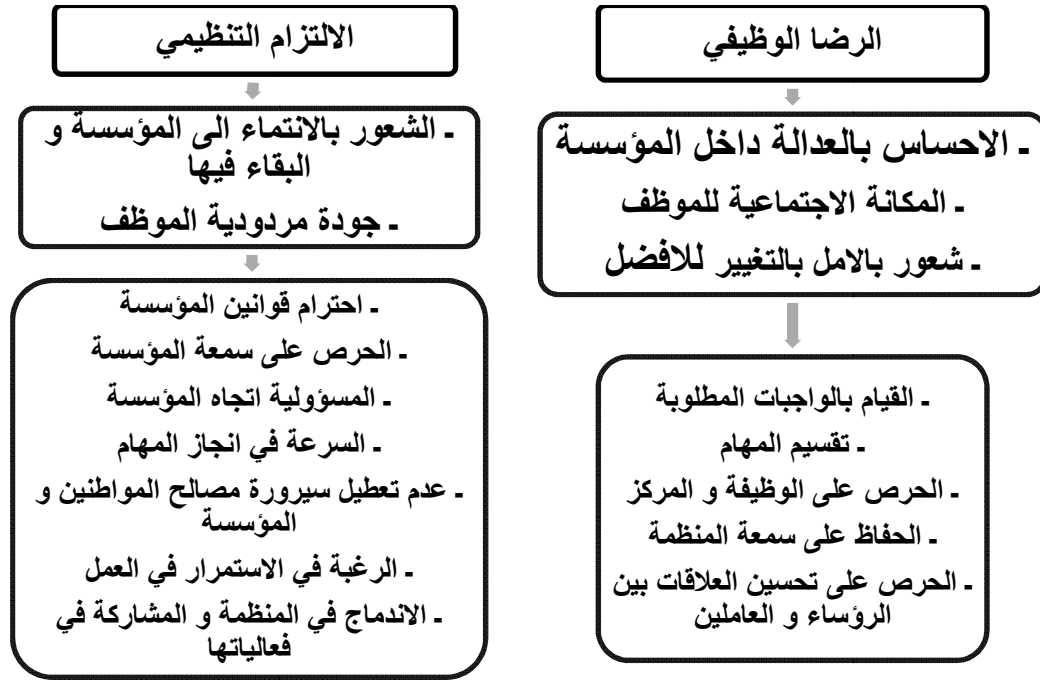 الرضا الوظيفي
ـ الاحساس بالعدالة داخل المؤسسة
ـ المكانة الاجتماعية للموظف
ـ شعور بالامل بالتغيير للافضل
ـ القيام بالواجبات المطلوبة
ـ تقسيم المهام
ـ الحرص على الوظيفة و المركز
ـ الحفاظ على سمعة المنظمة
ـ الحرص على تحسين العلاقات بين
الرؤساء و العاملين
الالتزام التنظيمي
ـ الشعور بالانتماء الى المؤسسة و
البقاء فيها
ـ جودة مردودية الموظف
ـ احترام قوانين المؤسسة
ـ الحرص على سمعة المؤسسة
ـ المسؤولية اتجاه المؤسسة
ـ السرعة في انجاز المهام
ـ عدم تعطيل سيرورة مصالح المواطنين و
المؤسسة
ـ الرغبة في الاستمرار في العمل
ـ الاندماج في المنظمة و المشاركة في
فعالياتها